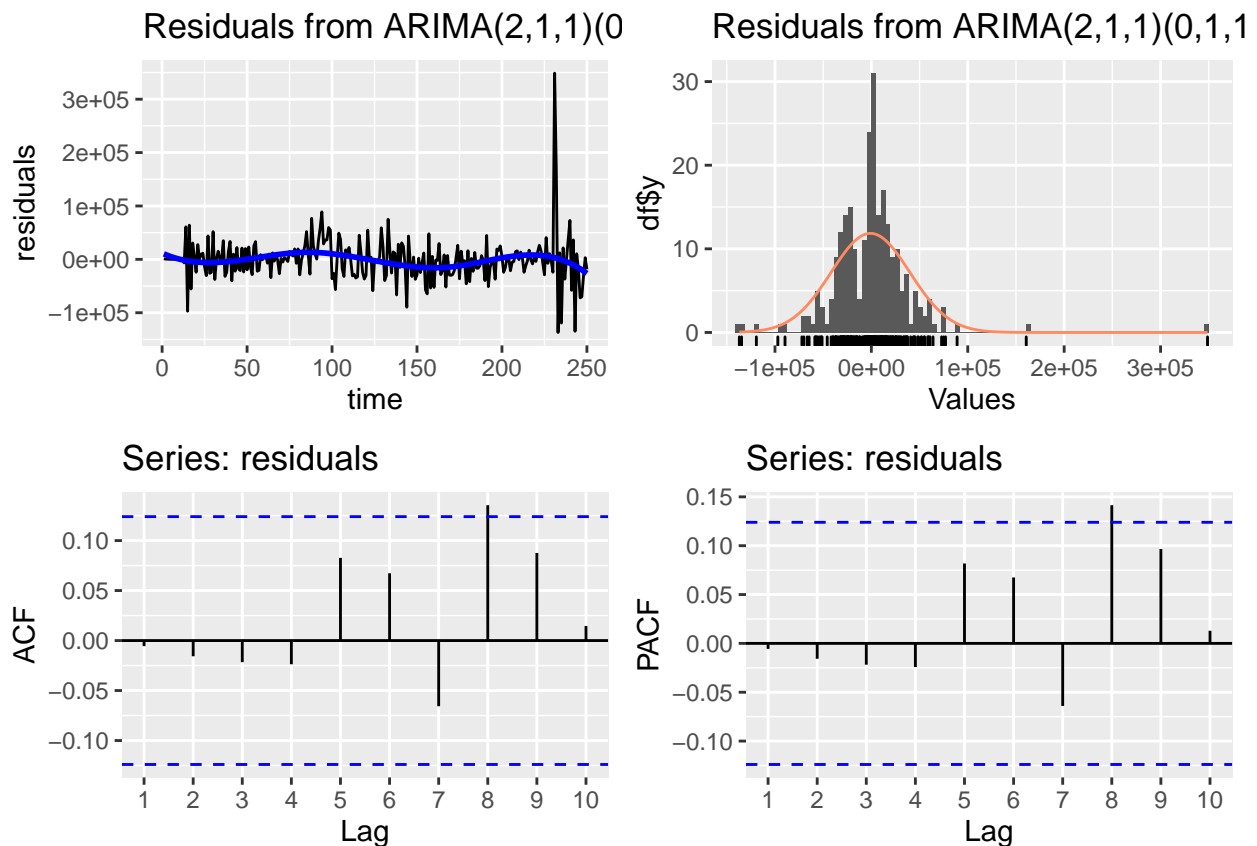 Residuals from ARIMA(2,1,1)(0
residuals
3e+05
2e+05
1e+05
0e+00
−1e+05
0 50 100 150 200 250
time
Residuals from ARIMA(2,1,1)(0,1,1
df$y
30
20
10
0
−1e+05 0e+00 1e+05 2e+05 3e+05
Values
Series: residuals
ACF
0.10
0.05
0.00
−0.05
−0.10
1 2 3 4 5 6 7 8 9 10
Lag
Series: residuals
PACF
0.15
0.10
0.05
0.00
−0.05
−0.10
1 2 3 4 5 6 7 8 9 10
Lag